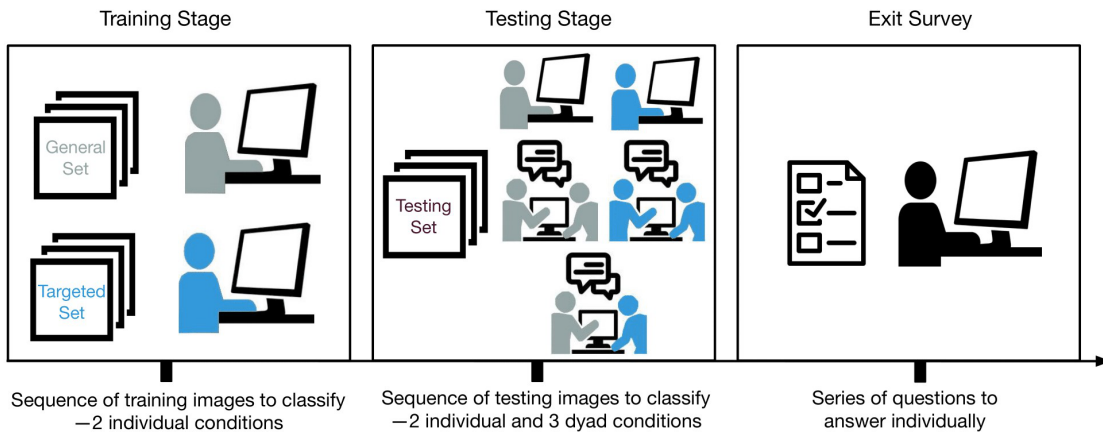 Training Stage
Testing Stage
Exit Survey
General
Set
Targeted
Set
Testing
Set
Sequence of training images to classify
—2 individual conditions
Sequence of testing images to classify
—2 individual and 3 dyad conditions
Series of questions to
answer individually